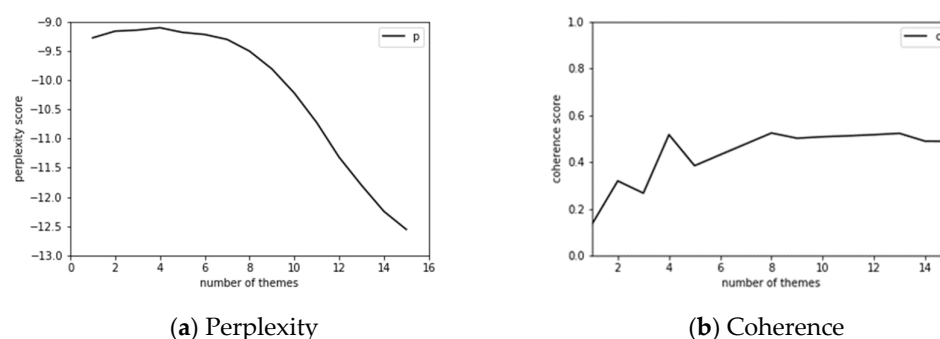 −9.0
−9.5
−10.0
−10.5
−11.0
−11.5
−12.0
−12.5
−13.0
perplexity score
p
0 2 4 6 8 10 12 14 16
number of themes
(a) Perplexity
1.0
0.8
0.6
0.4
0.2
0.0
coherence score
2 4 6 8 10 12 14
number of themes
(b) Coherence